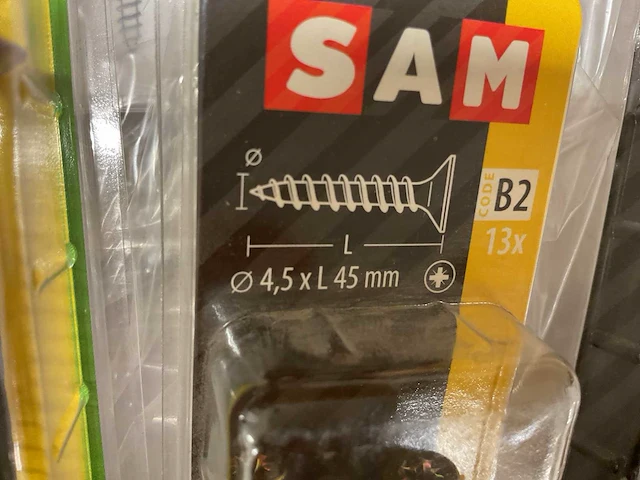 SAM
Ø
CODE B2
13x
L
Ø 4,5 x L 45 mm